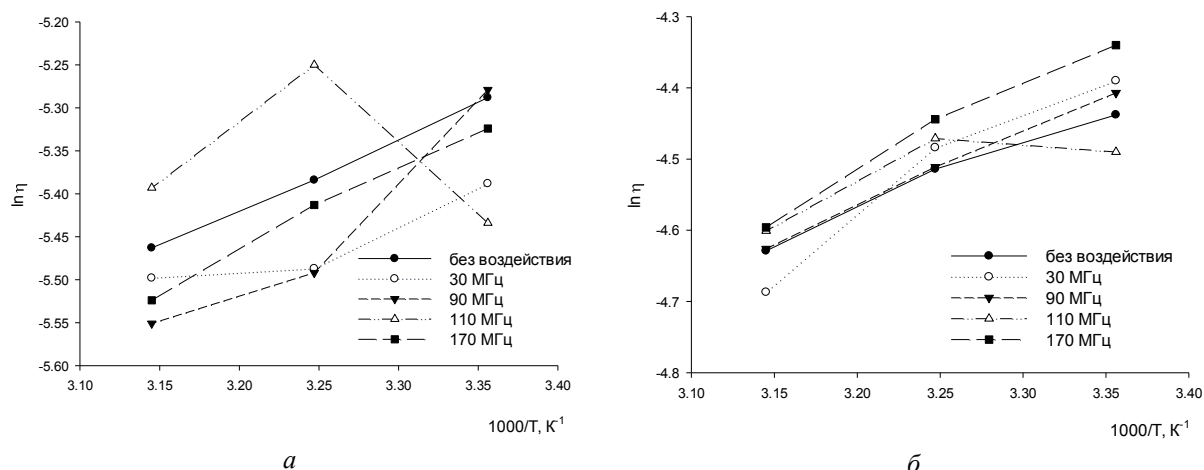 -5.20
-5.25
-5.30
-5.35
-5.40
-5.45
-5.50
-5.55
-5.60
ln η
3.10
3.15
3.20
3.25
3.30
3.35
3.40
1000/T, K⁻¹
без воздействия
30 МГц
90 МГц
110 МГц
170 МГц
а
-4.3
-4.4
-4.5
-4.6
-4.7
-4.8
ln η
3.10
3.15
3.20
3.25
3.30
3.35
3.40
1000/T, K⁻¹
без воздействия
30 МГц
90 МГц
110 МГц
170 МГц
б